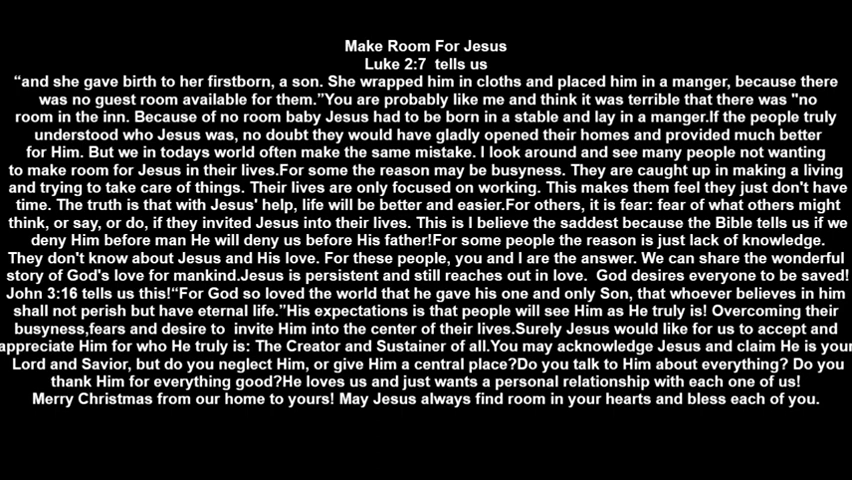 Make Room For Jesus
Luke 2:7 tells us
“and she gave birth to her firstborn, a son. She wrapped him in cloths and placed him in a manger, because there
was no guest room available for them.”You are probably like me and think it was terrible that there was "no
room in the inn. Because of no room baby Jesus had to be born in a stable and lay in a manger.If the people truly
understood who Jesus was, no doubt they would have gladly opened their homes and provided much better
for Him. But we in todays world often make the same mistake. I look around and see many people not wanting
to make room for Jesus in their lives.For some the reason may be busyness. They are caught up in making a living
and trying to take care of things. Their lives are only focused on working. This makes them feel they just don't have
time. The truth is that with Jesus' help, life will be better and easier.For others, it is fear: fear of what others might
think, or say, or do, if they invited Jesus into their lives. This is I believe the saddest because the Bible tells us if we
deny Him before man He will deny us before His father!For some people the reason is just lack of knowledge.
They don't know about Jesus and His love. For these people, you and I are the answer. We can share the wonderful
story of God's love for mankind.Jesus is persistent and still reaches out in love. God desires everyone to be saved!
John 3:16 tells us this!“For God so loved the world that he gave his one and only Son, that whoever believes in him
shall not perish but have eternal life.”His expectations is that people will see Him as He truly is! Overcoming their
busyness,fears and desire to invite Him into the center of their lives.Surely Jesus would like for us to accept and
appreciate Him for who He truly is: The Creator and Sustainer of all.You may acknowledge Jesus and claim He is your
Lord and Savior, but do you neglect Him, or give Him a central place?Do you talk to Him about everything? Do you
thank Him for everything good?He loves us and just wants a personal relationship with each one of us!
Merry Christmas from our home to yours! May Jesus always find room in your hearts and bless each of you.